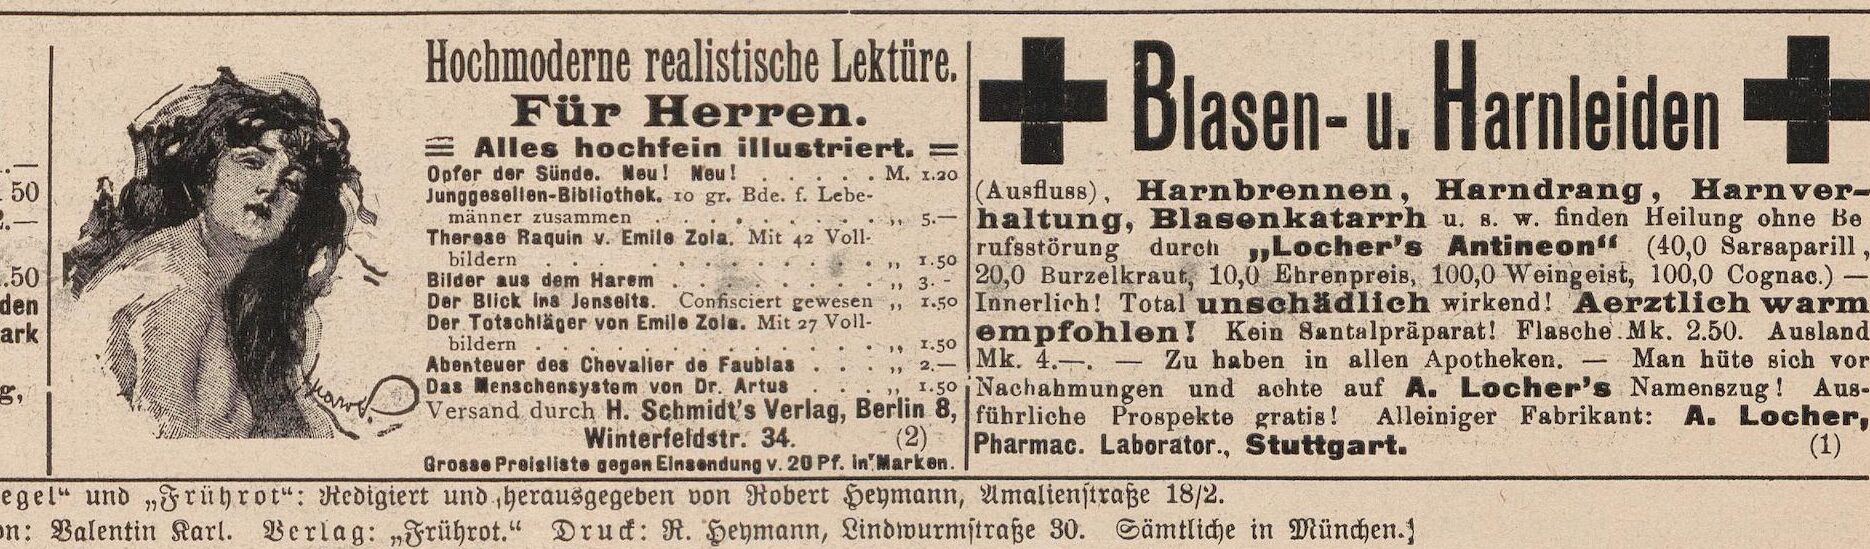 50
.50
den
ark
g,
Karol.
Hochmoderne realistische Lektüre.
Für Herren.
Alles hochfein illustriert.
Opfer der Sünde. Neu! Neu! . . . . . M. 1.20
Junggesellen-Bibliothek. 10 gr. Bde. f. Lebe-
männer zusammen . . . . . . . . „ 5.—
Therese Raquin v. Emile Zola. Mit 42 Voll-
bildern . . . . . . . . . . . . . „ 1.50
Bilder aus dem Harem . . . . . . . . „ 3.-
Der Blick ins Jenseits. Confisciert gewesen „ 1.50
Der Totschläger von Emile Zola. Mit 27 Voll-
bildern . . . . . . . . . . . . . „ 1.50
Abenteuer des Chevalier de Faublas . . . „ 2.—
Das Menschensystem von Dr. Artus . . . „ 1.50
Versand durch H. Schmidt's Verlag, Berlin 8,
Winterfeldstr. 34. (2)
Grosse Preisliste gegen Einsendung v. 20 Pf. in Marken.
Blasen- u. Harnleiden
(Ausfluss), Harnbrennen, Harndrang, Harnver-
haltung, Blasenkatarrh u. s. w. finden Heilung ohne Be
rufsstörung durch „Locher's Antineon“ (40,0 Sarsaparill,
20,0 Burzelkraut, 10,0 Ehrenpreis, 100,0 Weingeist, 100,0 Cognac.) —
Innerlich! Total unschädlich wirkend! Aerztlich warm
empfohlen! Kein Santalpräparat! Flasche Mk. 2.50. Ausland
Mk. 4.—. — Zu haben in allen Apotheken. — Man hüte sich vor
Nachahmungen und achte auf A. Locher's Namenszug! Aus-
führliche Prospekte gratis! Alleiniger Fabrikant: A. Locher,
Pharmac. Laborator., Stuttgart. (1)
egel“ und „Frührot“: Redigiert und herausgegeben von Robert Heymann, Amalienstraße 18/2.
on: Valentin Karl. Verlag: „Frührot.“ Druck: R. Heymann, Lindwurmstraße 30. Sämtliche in München.]